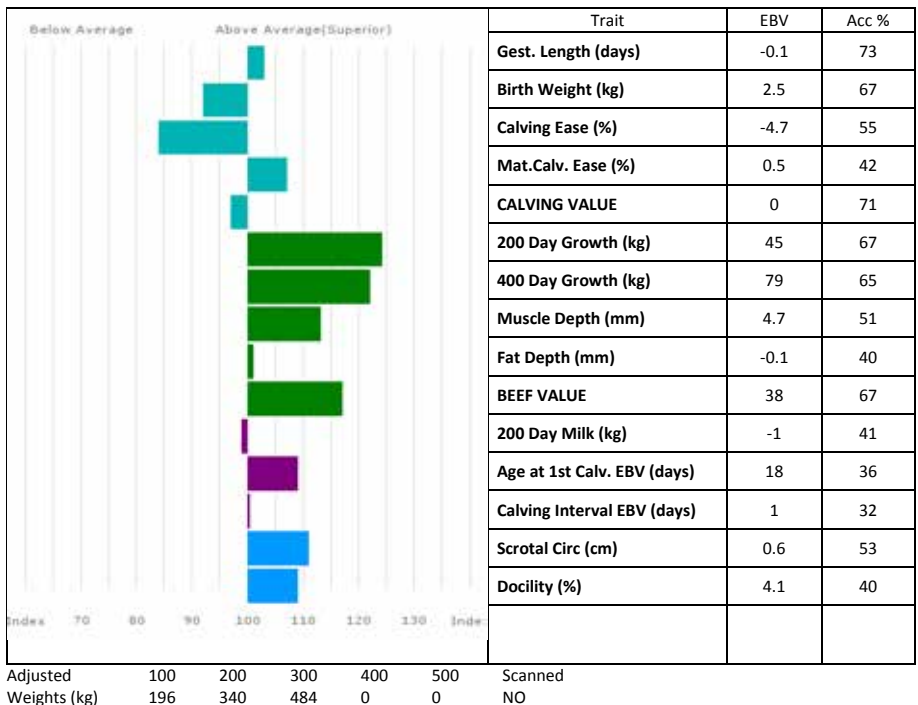 Below Average Above Average(Superior)
Trait EBV Acc %
Gest. Length (days) -0.1 73
Birth Weight (kg) 2.5 67
Calving Ease (%) -4.7 55
Mat.Calv. Ease (%) 0.5 42
CALVING VALUE 0 71
200 Day Growth (kg) 45 67
400 Day Growth (kg) 79 65
Muscle Depth (mm) 4.7 51
Fat Depth (mm) -0.1 40
BEEF VALUE 38 67
200 Day Milk (kg) -1 41
Age at 1st Calv. EBV (days) 18 36
Calving Interval EBV (days) 1 32
Scrotal Circ (cm) 0.6 53
Docility (%) 4.1 40
Index 70 80 90 100 110 120 130 Inde
Adjusted 100 200 300 400 500 Scanned
Weights (kg) 196 340 484 0 0 NO